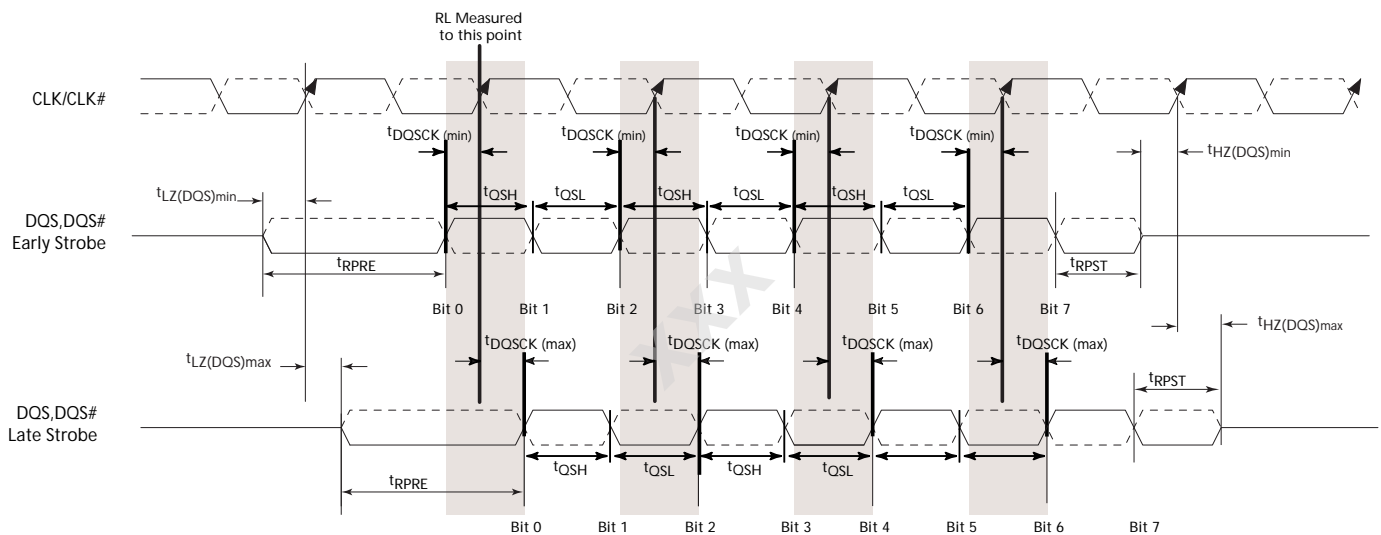 RL Measured
to this point
CLK/CLK#
tDQSCK (min) tDQSCK (min) tDQSCK (min) tDQSCK (min)
tHZ(DQS)min
tLZ(DQS)min
tQSH tQSL tQSH tQSL tQSH tQSL
DQS,DQS#
Early Strobe
tRPRE
tRPST
Bit 0 Bit 1 Bit 2 Bit 3 Bit 4 Bit 5 Bit 6 Bit 7
xxx
tHZ(DQS)max
tDQSCK (max) tDQSCK (max) tDQSCK (max) tDQSCK (max)
tLZ(DQS)max
tRPST
DQS,DQS#
Late Strobe
tQSH tQSL tQSH tQSL
tRPRE
Bit 0 Bit 1 Bit 2 Bit 3 Bit 4 Bit 5 Bit 6 Bit 7